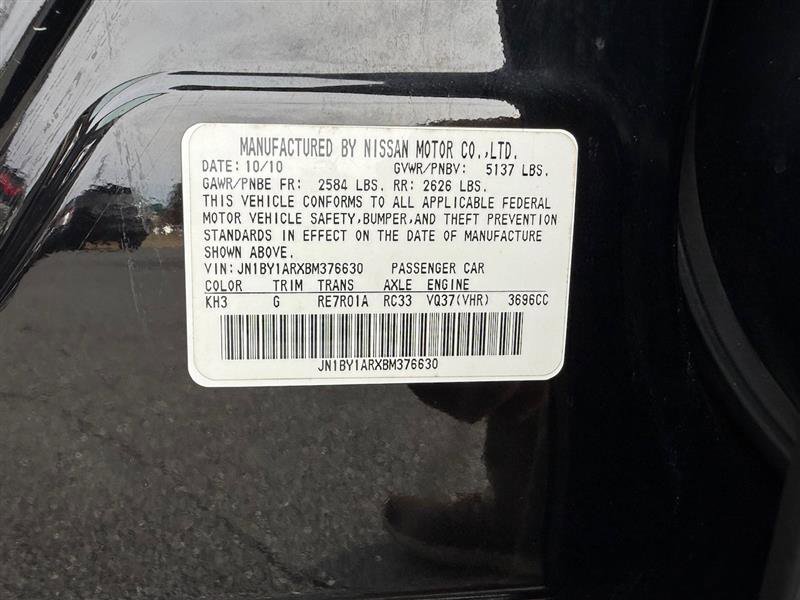 MANUFACTURED BY NISSAN MOTOR CO.,LTD.
DATE: 10/10 GVWR/PNBV: 5137 LBS.
GAWR/PNBE FR: 2584 LBS. RR: 2626 LBS.
THIS VEHICLE CONFORMS TO ALL APPLICABLE FEDERAL
MOTOR VEHICLE SAFETY,BUMPER,AND THEFT PREVENTION
STANDARDS IN EFFECT ON THE DATE OF MANUFACTURE
SHOWN ABOVE.
VIN: JN1BY1ARXBM376630 PASSENGER CAR
COLOR TRIM TRANS AXLE ENGINE
KH3 G RE7R01A RC33 VQ37(VHR) 3696CC
JN1BY1ARXBM376630